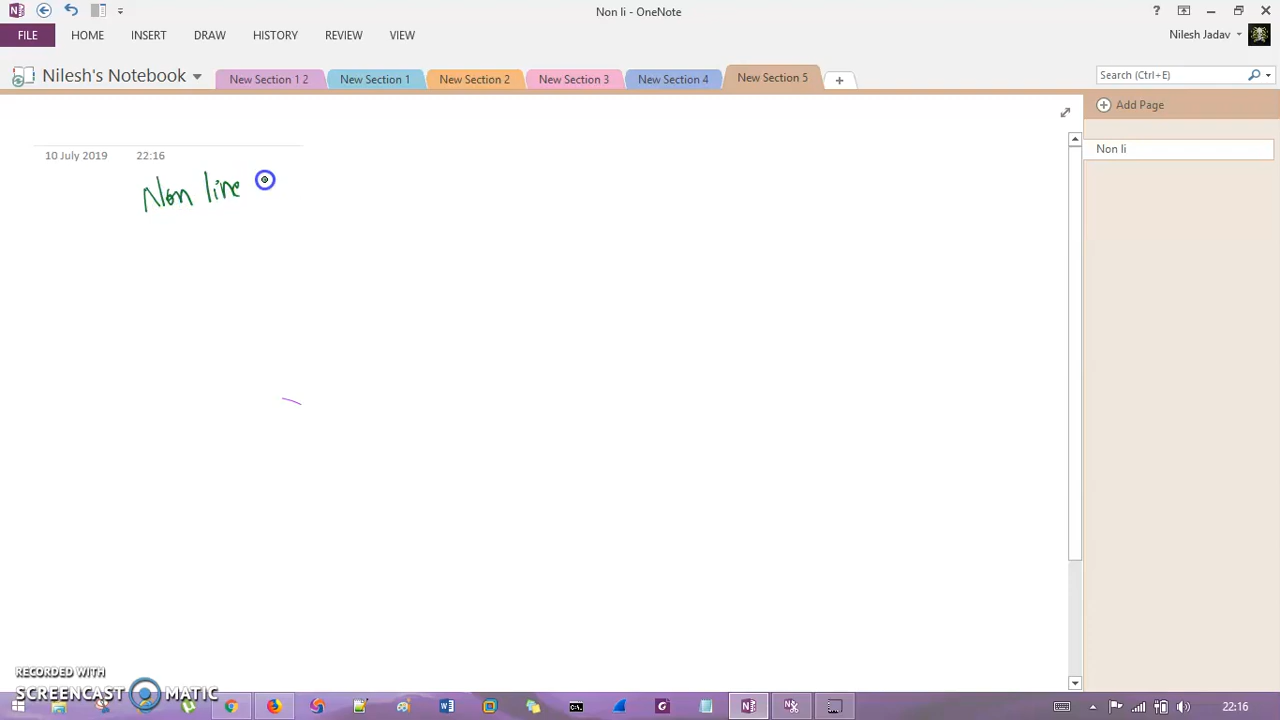 Non li - OneNote
?
Nilesh Jadav
FILE HOME INSERT DRAW HISTORY REVIEW VIEW
Nilesh's Notebook
New Section 1 2 New Section 1 New Section 2 New Section 3 New Section 4 New Section 5 +
Search (Ctrl+E)
Add Page
Non li
10 July 2019 22:16
Non line
RECORDED WITH
SCREENCAST MATIC
22:16